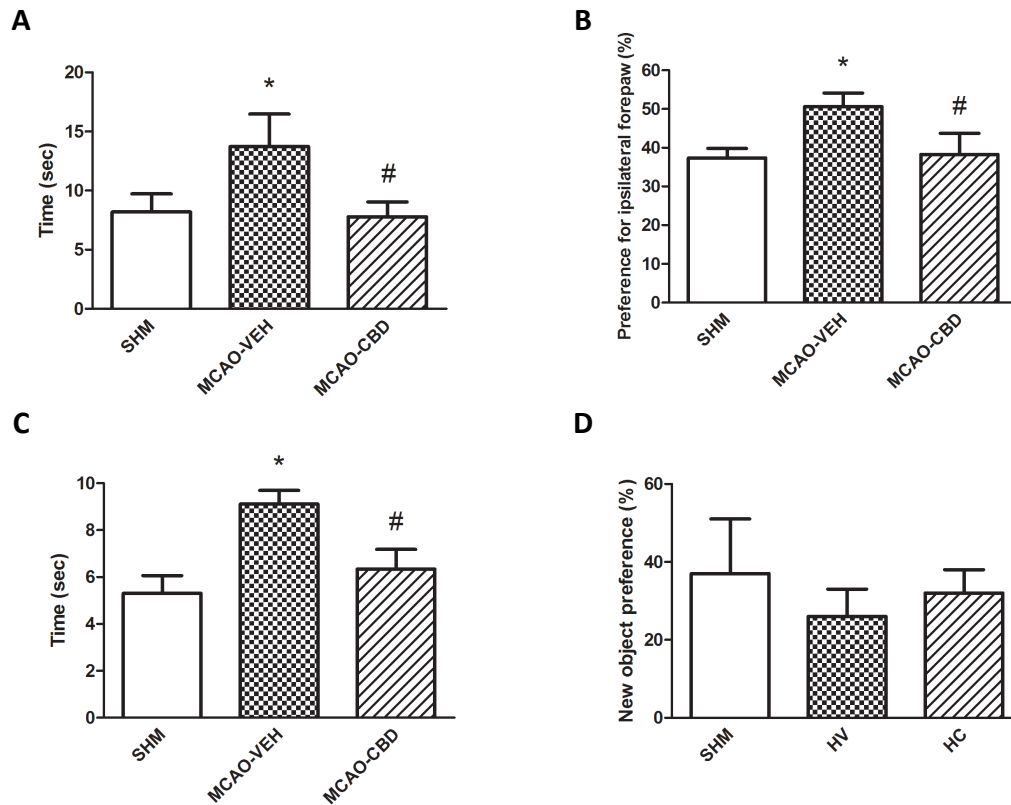 A
Time (sec)
20
15
10
5
0
*
#
SHM
MCAO-VEH
MCAO-CBD
B
Preference for ipsilateral forepaw (%)
60
50
40
30
20
10
0
*
#
SHM
MCAO-VEH
MCAO-CBD
C
Time (sec)
10
8
6
4
2
0
*
#
SHM
MCAO-VEH
MCAO-CBD
D
New object preference (%)
60
40
20
0
SHM
HV
HC